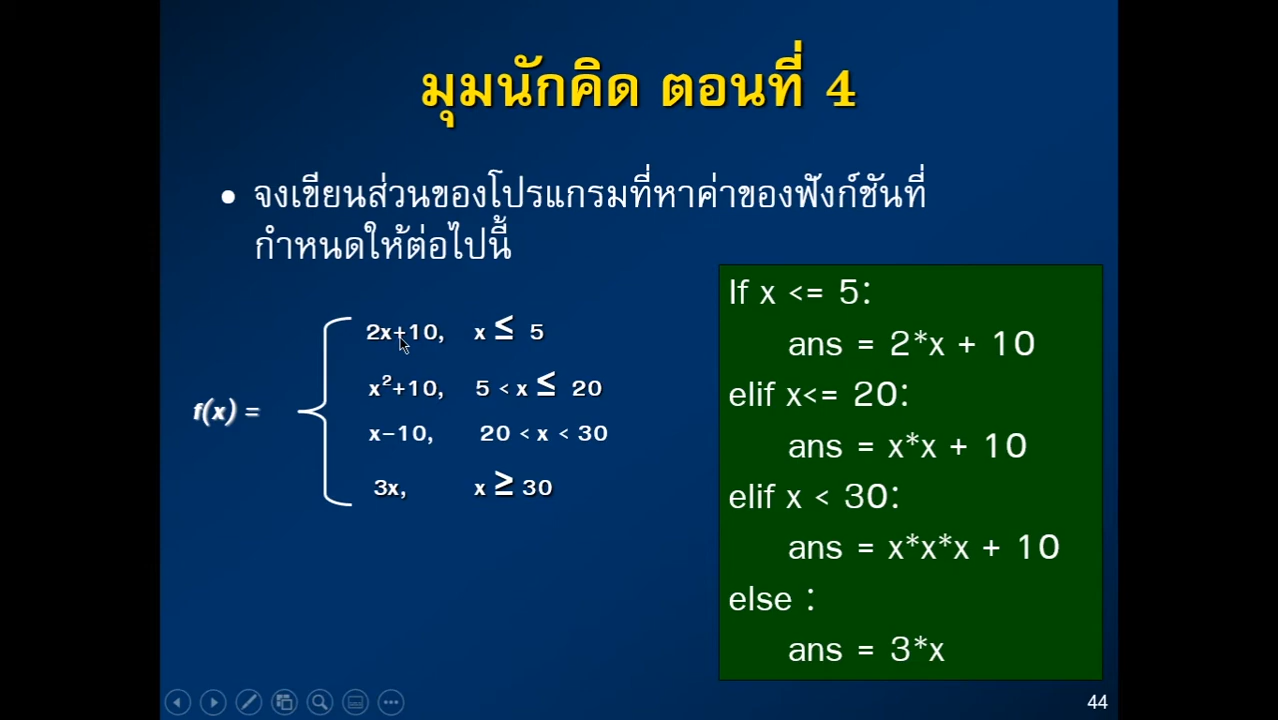 มุมนักคิด ตอนที่ 4
• จงเขียนส่วนของโปรแกรมที่หาค่าของฟังก์ชันที่
กำหนดให้ต่อไปนี้
f(x) =
2x+10, x ≤ 5
x²+10, 5 < x ≤ 20
x–10, 20 < x < 30
3x, x ≥ 30
If x <= 5:
ans = 2*x + 10
elif x<= 20:
ans = x*x + 10
elif x < 30:
ans = x*x*x + 10
else :
ans = 3*x
44